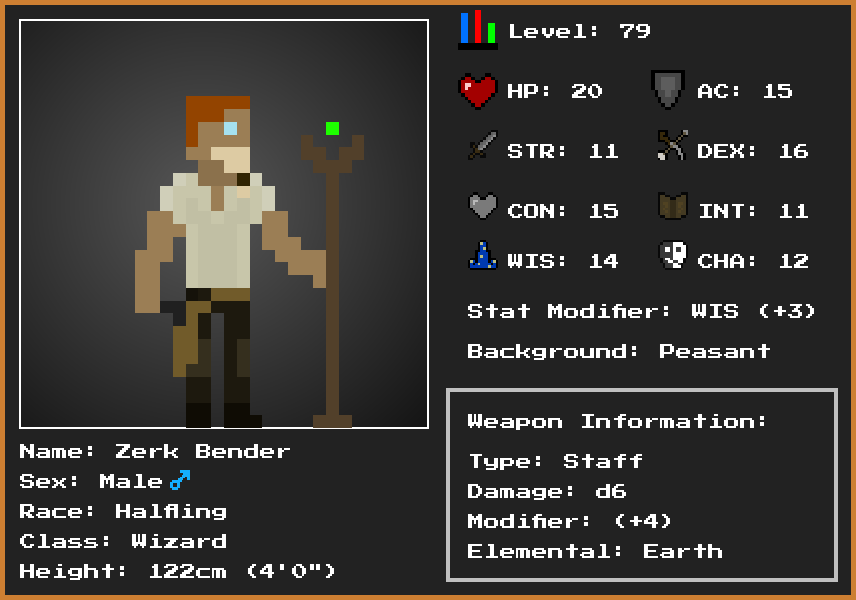 Level: 79
HP: 20 AC: 15
STR: 11 DEX: 16
CON: 15 INT: 11
WIS: 14 CHA: 12
Stat Modifier: WIS (+3)
Background: Peasant
Weapon Information:
Type: Staff
Damage: d6
Modifier: (+4)
Elemental: Earth
Name: Zerk Bender
Sex: Male ♂
Race: Halfling
Class: Wizard
Height: 122cm (4'0")